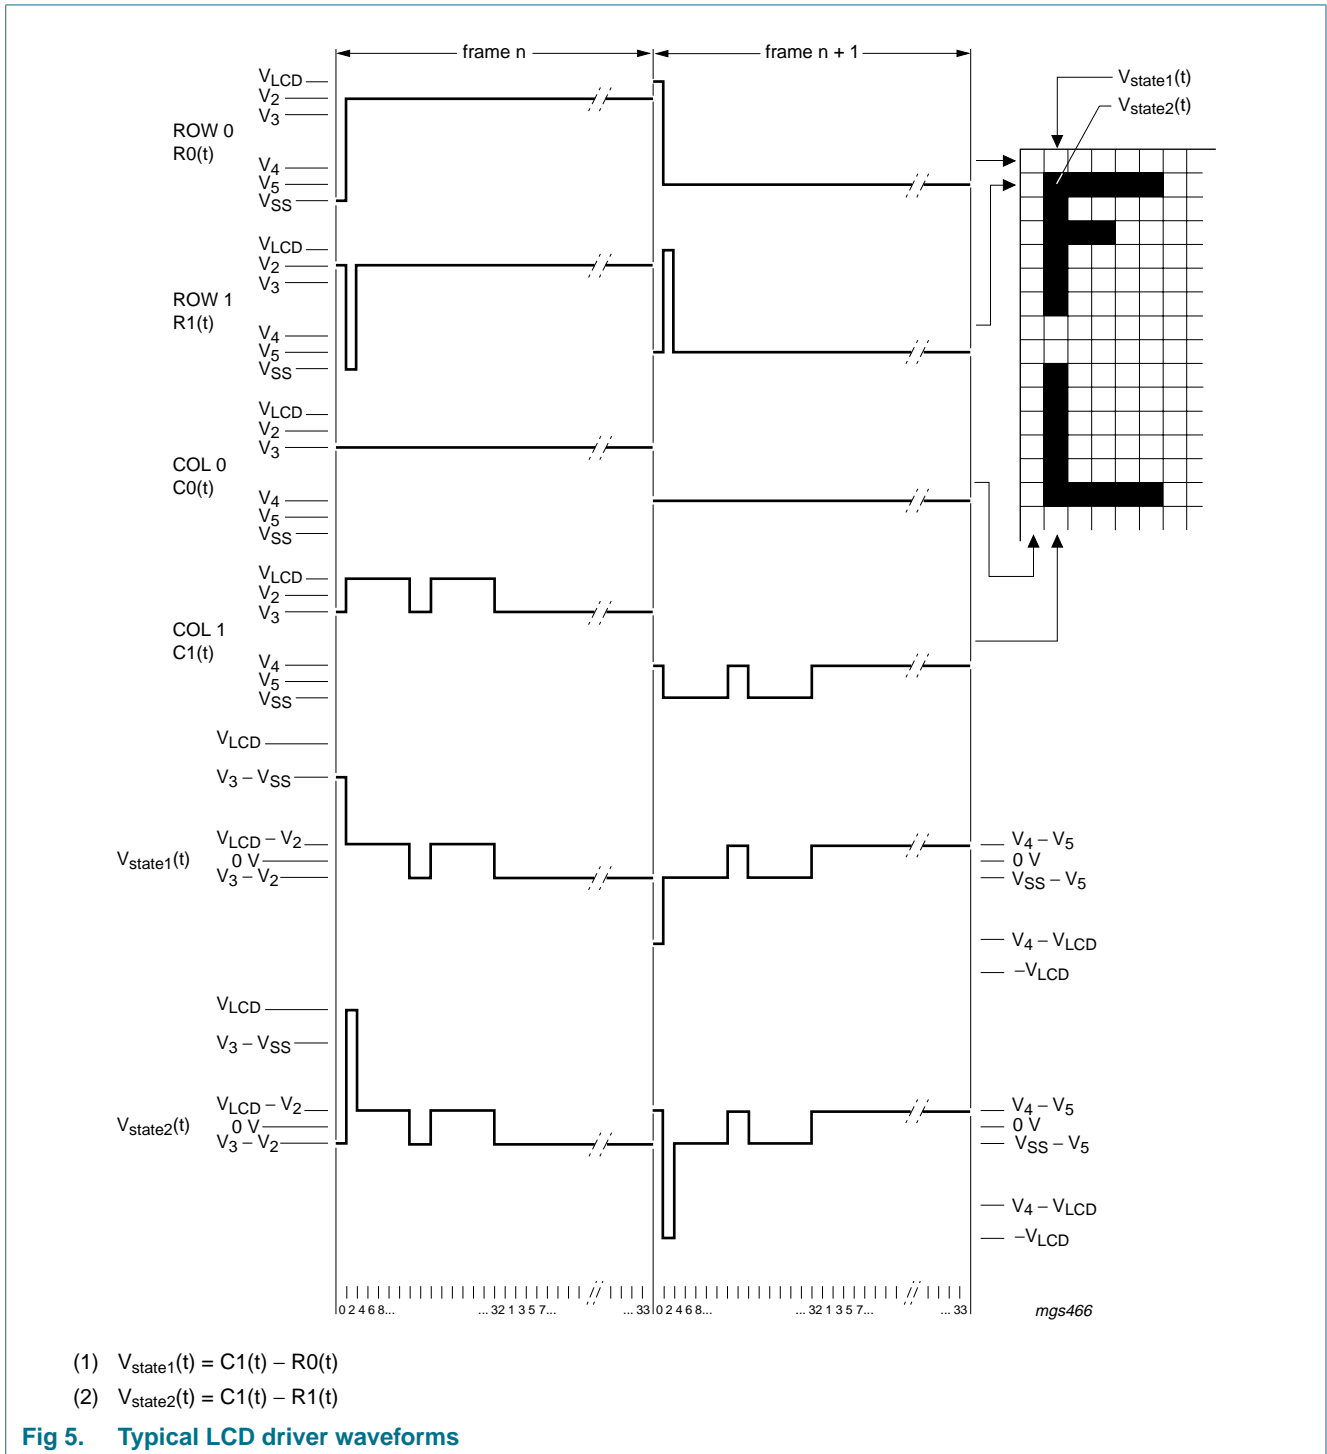 frame n
frame n + 1
VLCD
V2
V3
ROW 0
R0(t)
V4
V5
VSS
Vstate1(t)
Vstate2(t)
VLCD
V2
V3
ROW 1
R1(t)
V4
V5
VSS
VLCD
V2
V3
COL 0
C0(t)
V4
V5
VSS
VLCD
V2
V3
COL 1
C1(t)
V4
V5
VSS
VLCD
V3 − VSS
VLCD − V2
Vstate1(t)
0 V
V3 − V2
V4 − V5
0 V
VSS − V5
V4 − VLCD
−VLCD
VLCD
V3 − VSS
VLCD − V2
Vstate2(t)
0 V
V3 − V2
V4 − V5
0 V
VSS − V5
V4 − VLCD
−VLCD
0 2 4 6 8... ... 32 1 3 5 7... ... 33 0 2 4 6 8... ... 32 1 3 5 7... ... 33
mgs466
(1) Vstate1(t) = C1(t) − R0(t)
(2) Vstate2(t) = C1(t) − R1(t)
Fig 5. Typical LCD driver waveforms